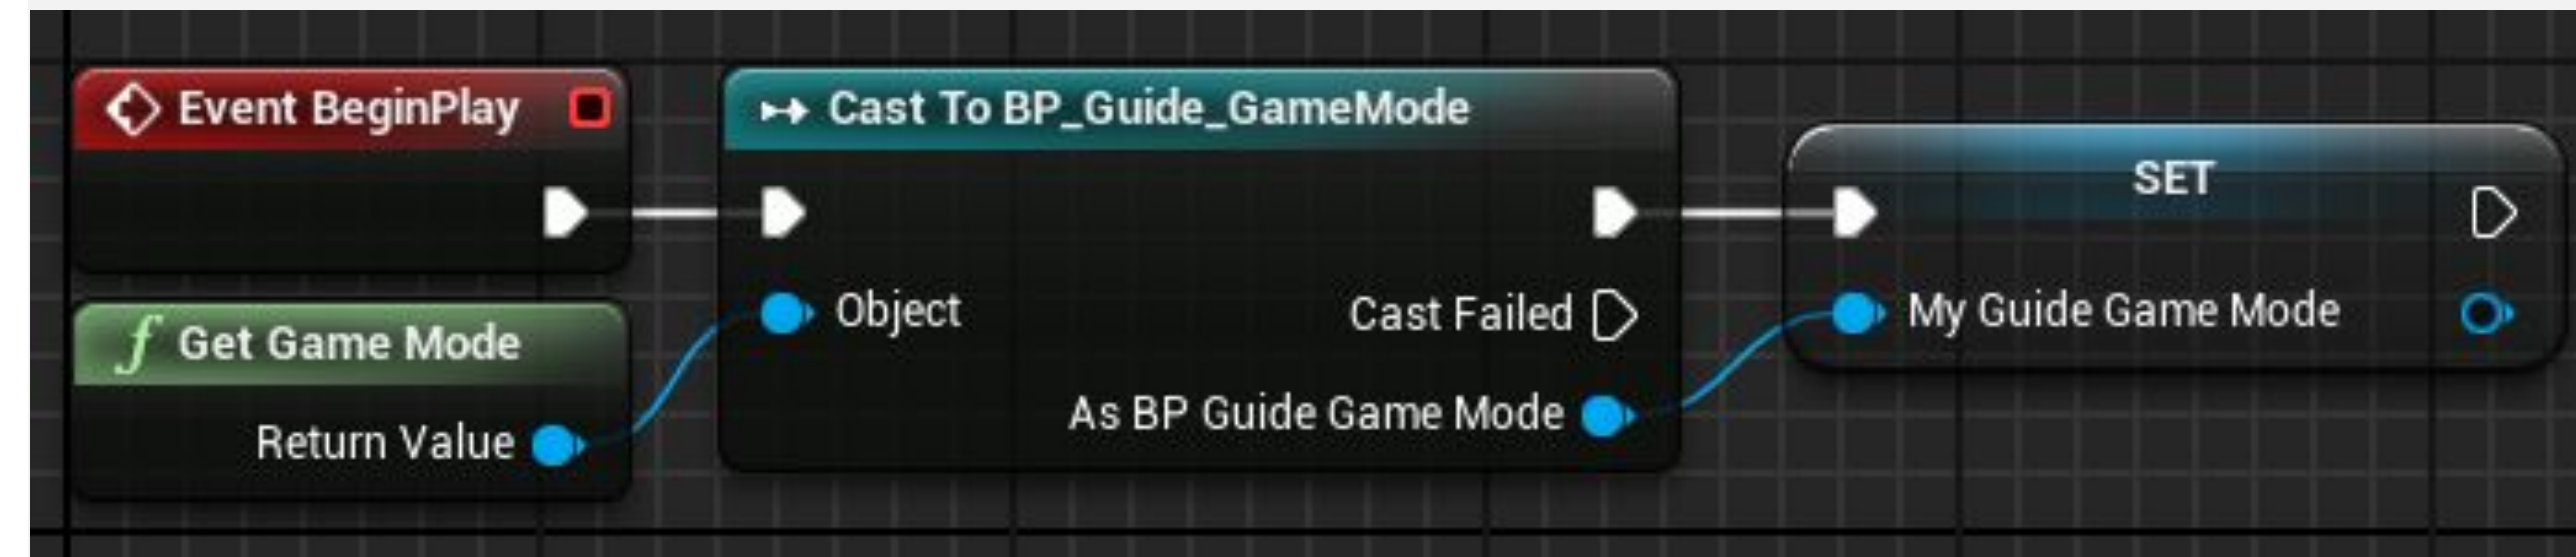 Event BeginPlay
Get Game Mode
Return Value
Cast To BP_Guide_GameMode
Object
Cast Failed
As BP Guide Game Mode
SET
My Guide Game Mode